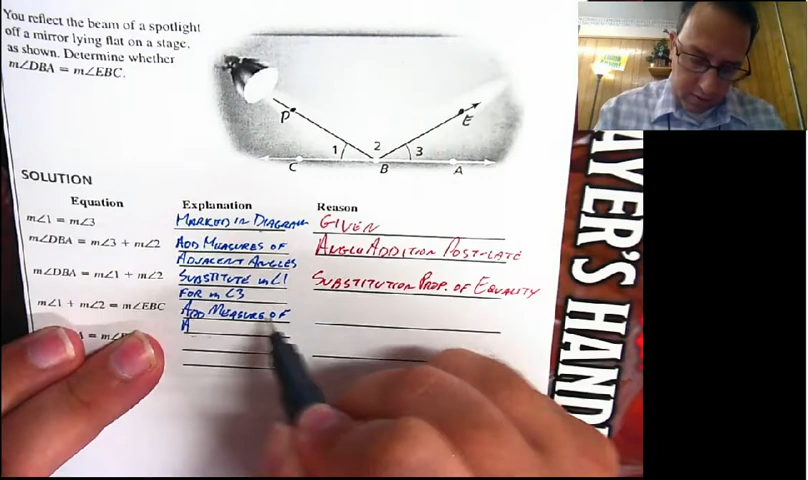 You reflect the beam of a spotlight
off a mirror lying flat on a stage,
as shown. Determine whether
m∠DBA = m∠EBC.
D
E
1
2
3
C
B
A
SOLUTION
Equation
Explanation
Reason
m∠1 = m∠3
MARKED IN DIAGRAM
GIVEN
m∠DBA = m∠3 + m∠2
ADD MEASURES OF
ADJACENT ANGLES
ANGLE ADDITION POSTULATE
m∠DBA = m∠1 + m∠2
SUBSTITUTE m∠1
FOR m∠3
SUBSTITUTION PROP. OF EQUALITY
m∠1 + m∠2 = m∠EBC
ADD MEASURE OF
A
A = m∠E
AYER'S HAND